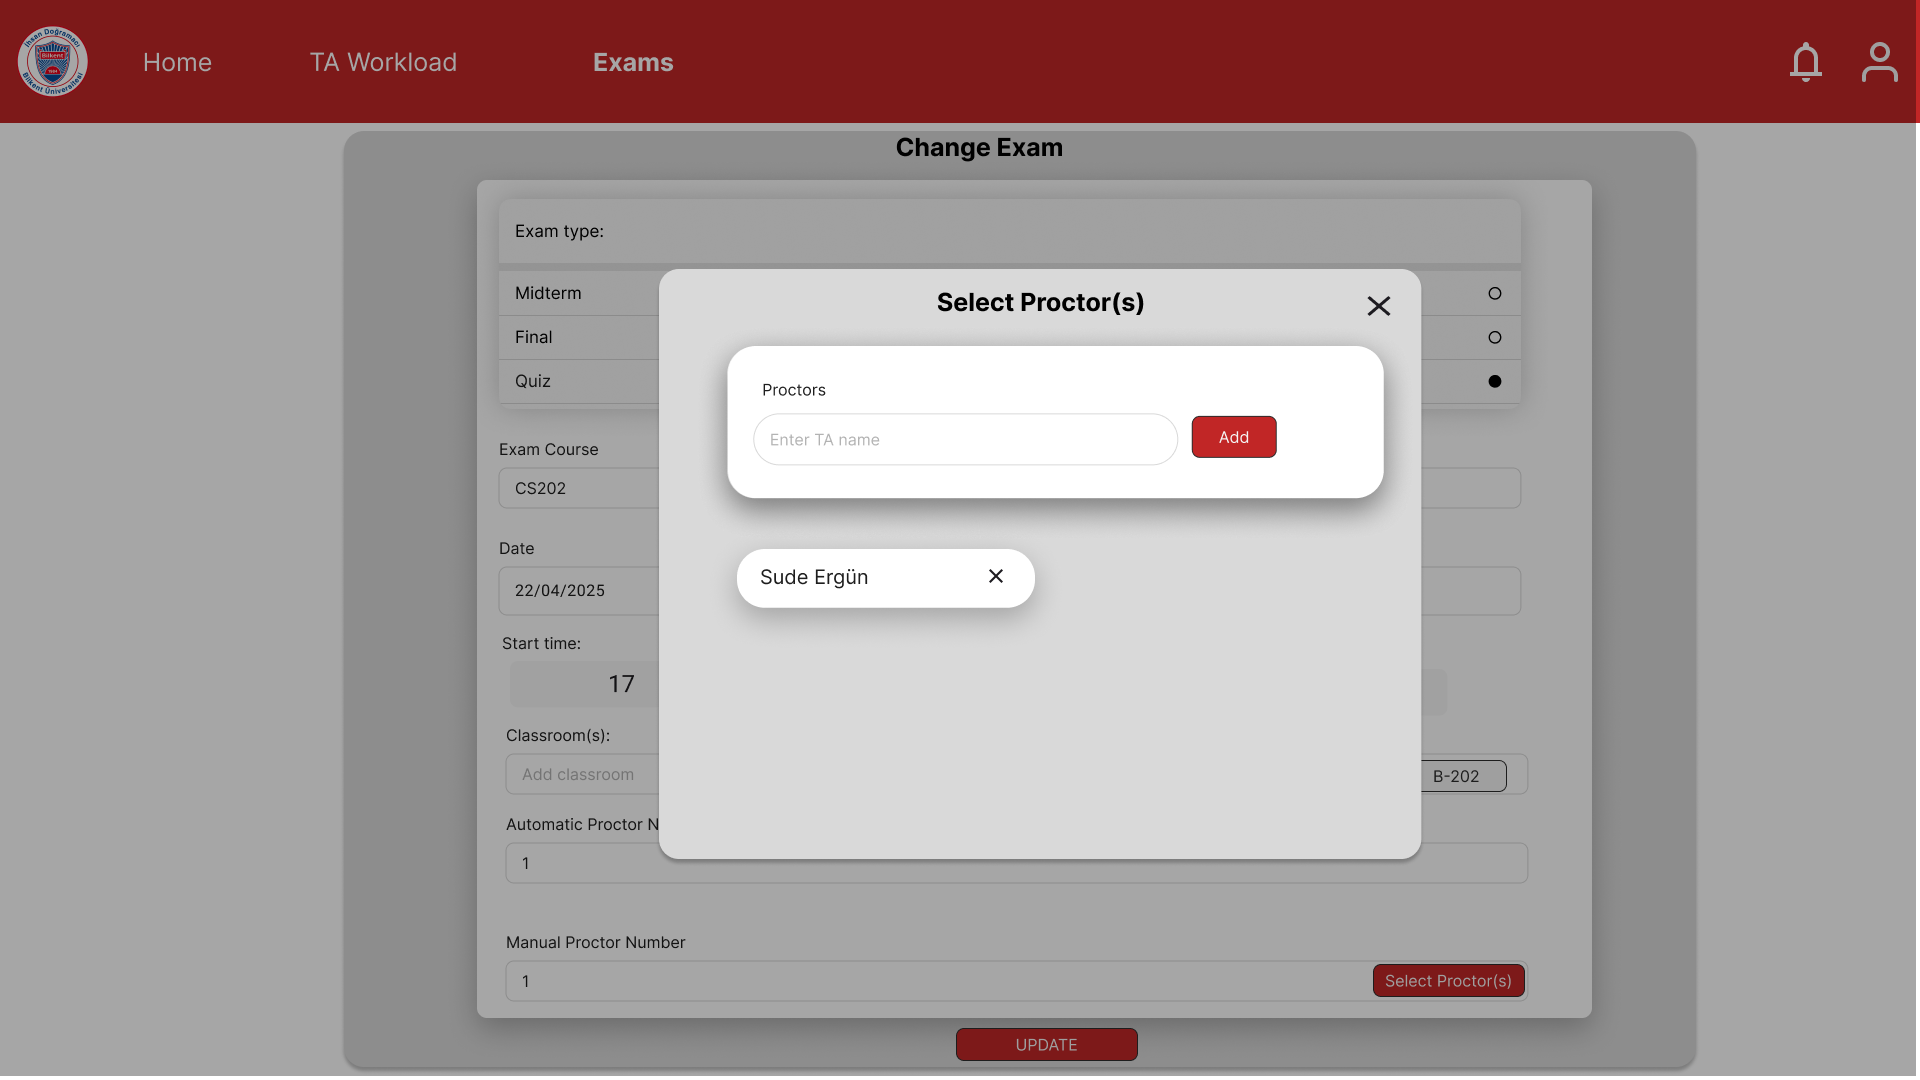 İhsan Doğramacı
Bilkent
Bilkent Üniversitesi
Home
TA Workload
Exams
Change Exam
Exam type:
Midterm
Final
Quiz
Exam Course
CS202
Date
22/04/2025
Start time:
17
Classroom(s):
Add classroom
B-202
Automatic Proctor N
1
Manual Proctor Number
1
Select Proctor(s)
UPDATE
Select Proctor(s)
Proctors
Enter TA name
Add
Sude Ergün